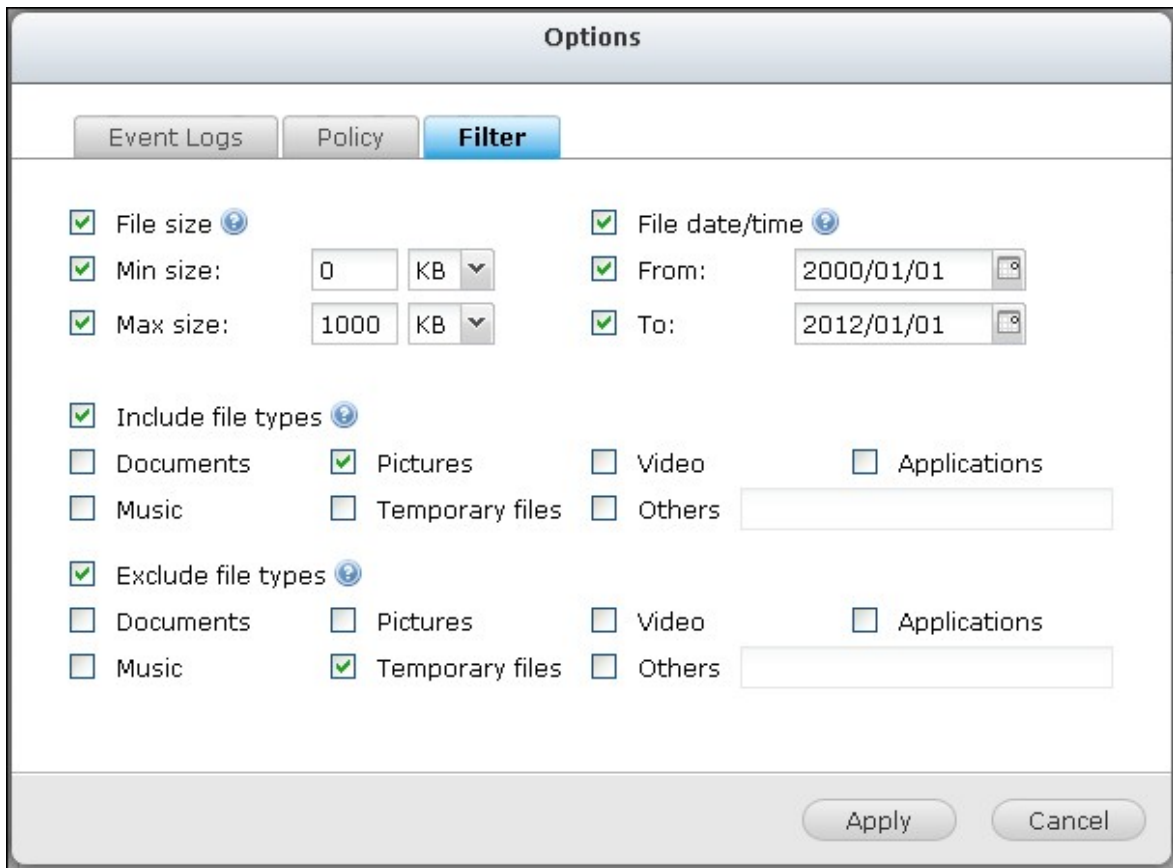 Options
Event Logs Policy Filter
File size File date/time
Min size: 0 KB From: 2000/01/01
Max size: 1000 KB To: 2012/01/01
Include file types
Documents Pictures Video Applications
Music Temporary files Others
Exclude file types
Documents Pictures Video Applications
Music Temporary files Others
Apply Cancel